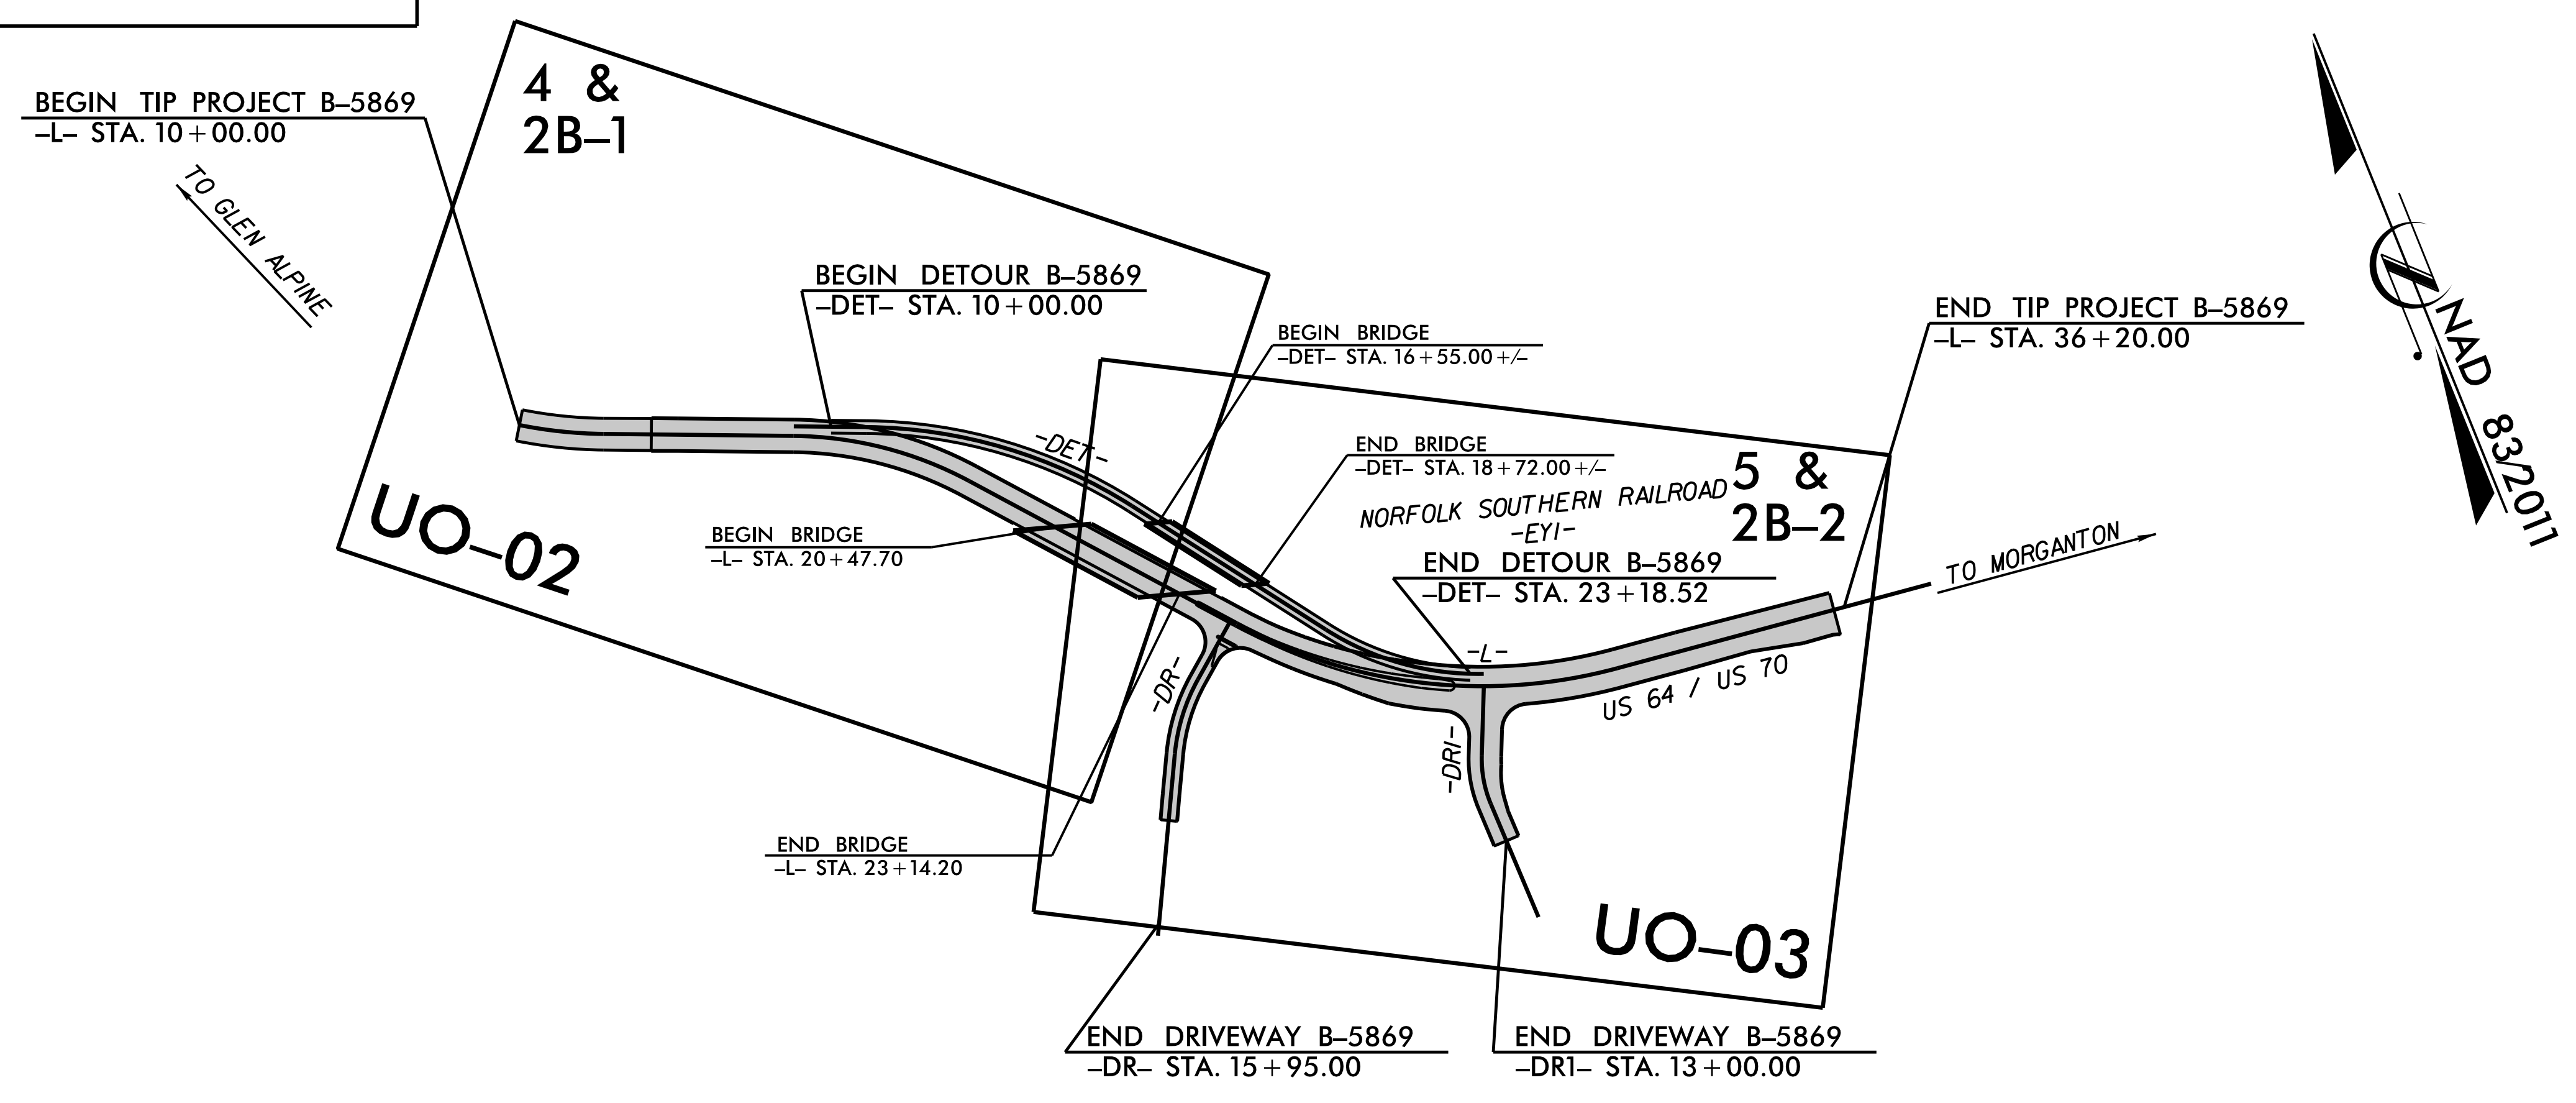 BEGIN TIP PROJECT B–5869
–L– STA. 10+00.00
TO GLEN ALPINE
4 &
2B–1
BEGIN DETOUR B–5869
–DET– STA. 10+00.00
BEGIN BRIDGE
–DET– STA. 16+55.00 +/–
END TIP PROJECT B–5869
–L– STA. 36+20.00
N
NAD 83/2011
–DET–
END BRIDGE
–DET– STA. 18+72.00 +/–
NORFOLK SOUTHERN RAILROAD
–EY1–
5 &
2B–2
UO–02
BEGIN BRIDGE
–L– STA. 20+47.70
END DETOUR B–5869
–DET– STA. 23+18.52
TO MORGANTON
–L–
US 64 / US 70
–DR–
–DR1–
END BRIDGE
–L– STA. 23+14.20
UO–03
END DRIVEWAY B–5869
–DR– STA. 15+95.00
END DRIVEWAY B–5869
–DR1– STA. 13+00.00